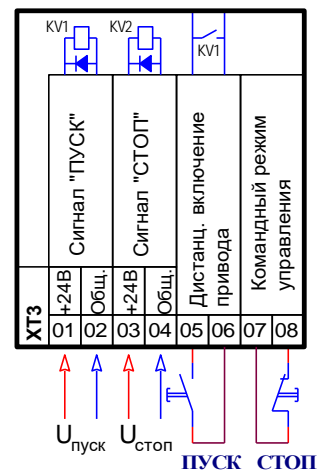 KV1 KV2
KV1
Сигнал "ПУСК"
Сигнал "СТОП"
Дистанц. включение
привода
Командный режим
управления
XT3
+24В Общ. +24В Общ.
01 02 03 04 05 06 07 08
Uпуск Uстоп
ПУСК СТОП